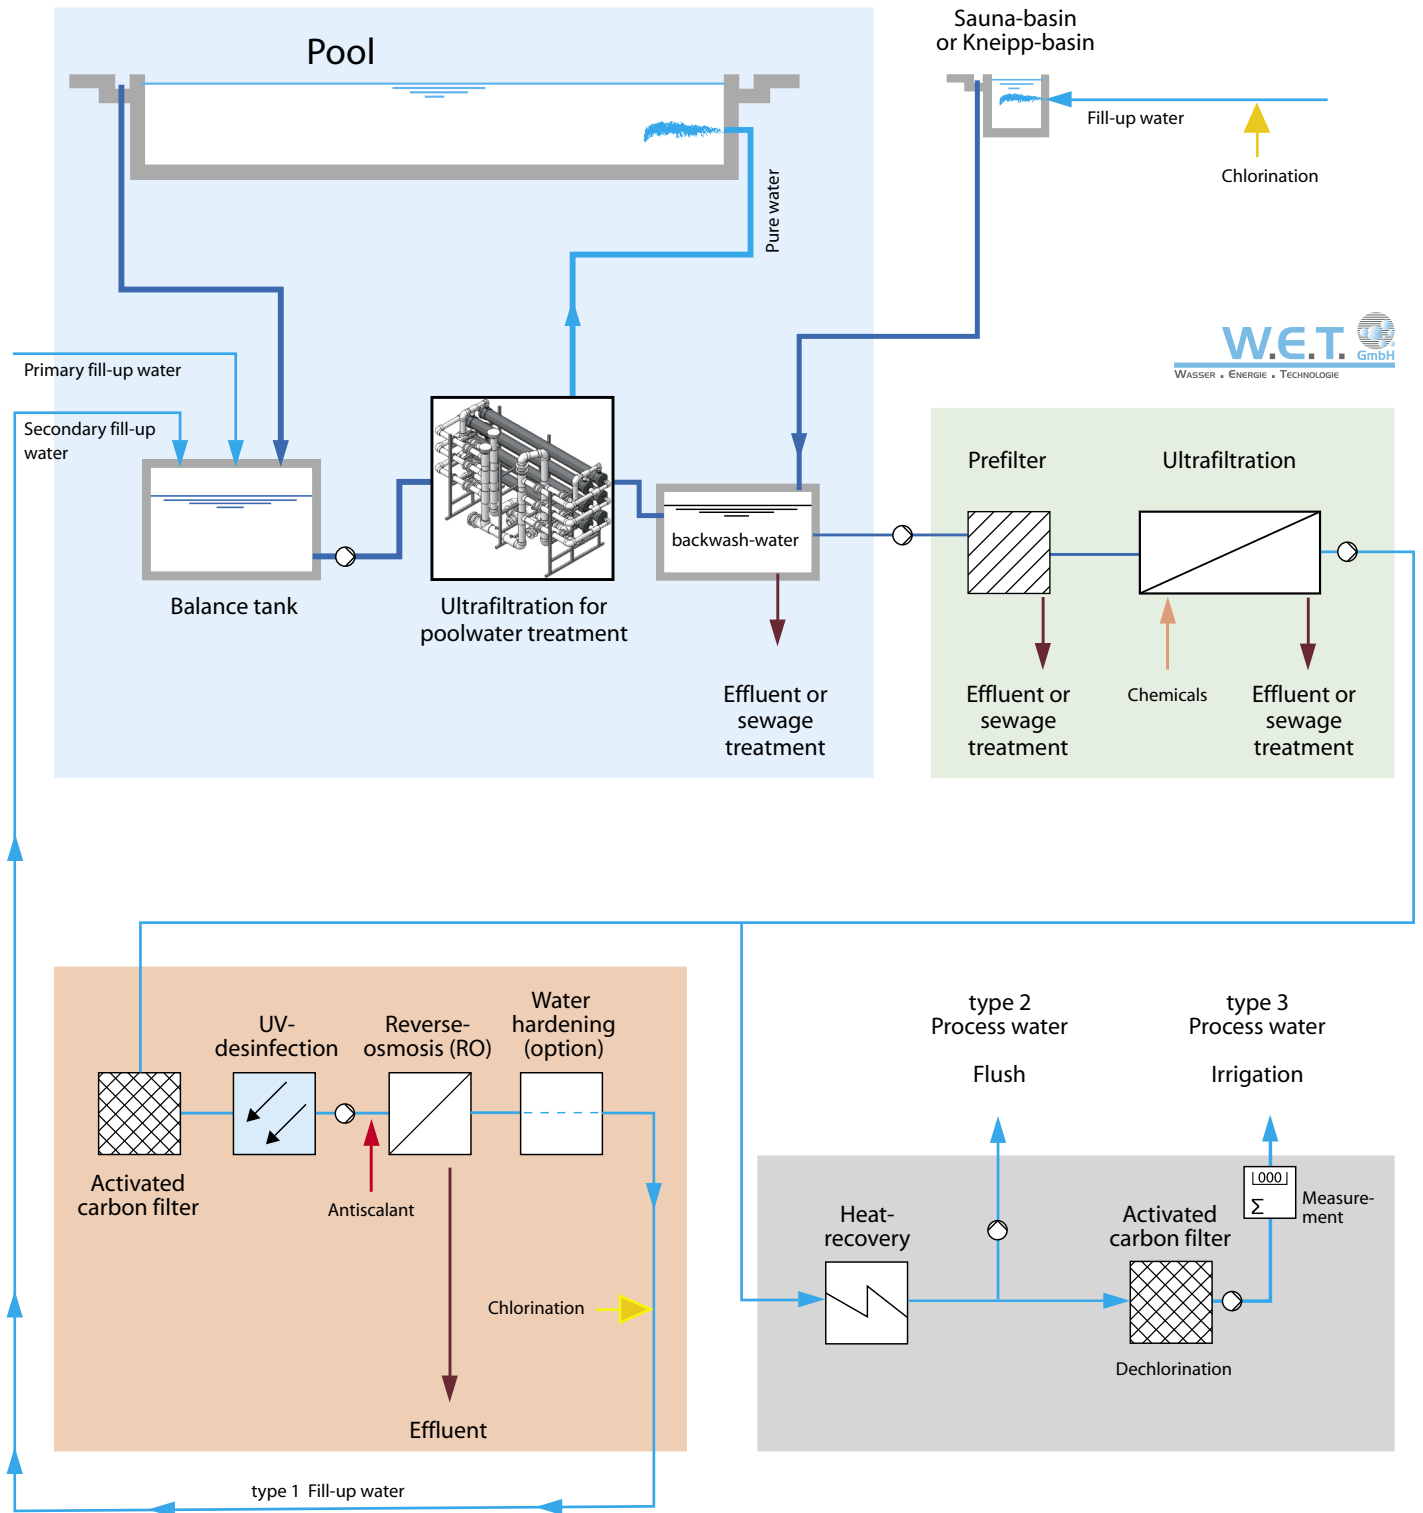 Pool
Sauna-basin
or Kneipp-basin
Fill-up water
Chlorination
Pure water
W.E.T.
GmbH
Wasser . Energie . Technologie
Primary fill-up water
Secondary fill-up
water
Balance tank
Ultrafiltration for
poolwater treatment
backwash-water
Effluent or
sewage
treatment
Prefilter
Ultrafiltration
Effluent or
sewage
treatment
Chemicals
Effluent or
sewage
treatment
UV-
desinfection
Reverse-
osmosis (RO)
Water
hardening
(option)
Activated
carbon filter
Antiscalant
Chlorination
Effluent
type 1 Fill-up water
type 2
Process water
Flush
type 3
Process water
Irrigation
Heat-
recovery
Activated
carbon filter
Dechlorination
000
Σ
Measure-
ment